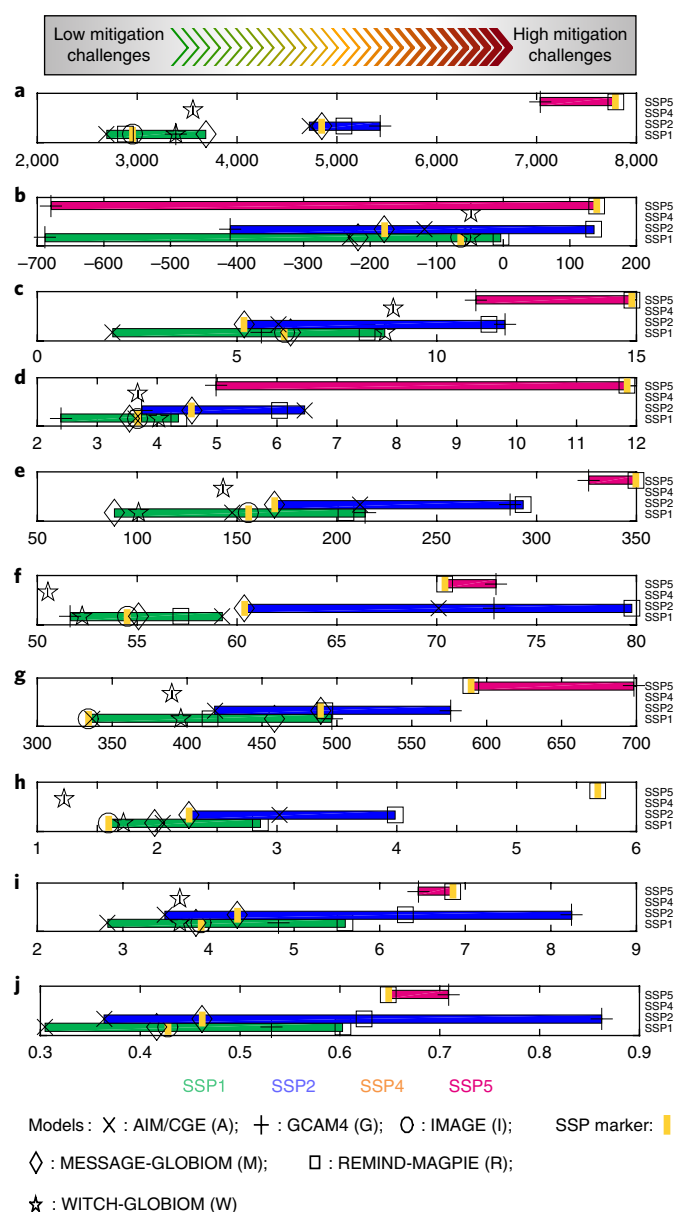 Low mitigation challenges
High mitigation challenges
a
SSP5
SSP4
SSP2
SSP1
2,000 3,000 4,000 5,000 6,000 7,000 8,000
b
SSP5
SSP4
SSP2
SSP1
−700 −600 −500 −400 −300 −200 −100 0 100 200
c
SSP5
SSP4
SSP2
SSP1
0 5 10 15
d
SSP5
SSP4
SSP2
SSP1
2 3 4 5 6 7 8 9 10 11 12
e
SSP5
SSP4
SSP2
SSP1
50 100 150 200 250 300 350
f
SSP5
SSP4
SSP2
SSP1
50 55 60 65 70 75 80
g
SSP5
SSP4
SSP2
SSP1
300 350 400 450 500 550 600 650 700
h
SSP5
SSP4
SSP2
SSP1
1 2 3 4 5 6
i
SSP5
SSP4
SSP2
SSP1
2 3 4 5 6 7 8 9
j
SSP5
SSP4
SSP2
SSP1
0.3 0.4 0.5 0.6 0.7 0.8 0.9
SSP1 SSP2 SSP4 SSP5
Models : : AIM/CGE (A); : GCAM4 (G); : IMAGE (I); SSP marker:
: MESSAGE-GLOBIOM (M); : REMIND-MAGPIE (R);
: WITCH-GLOBIOM (W)